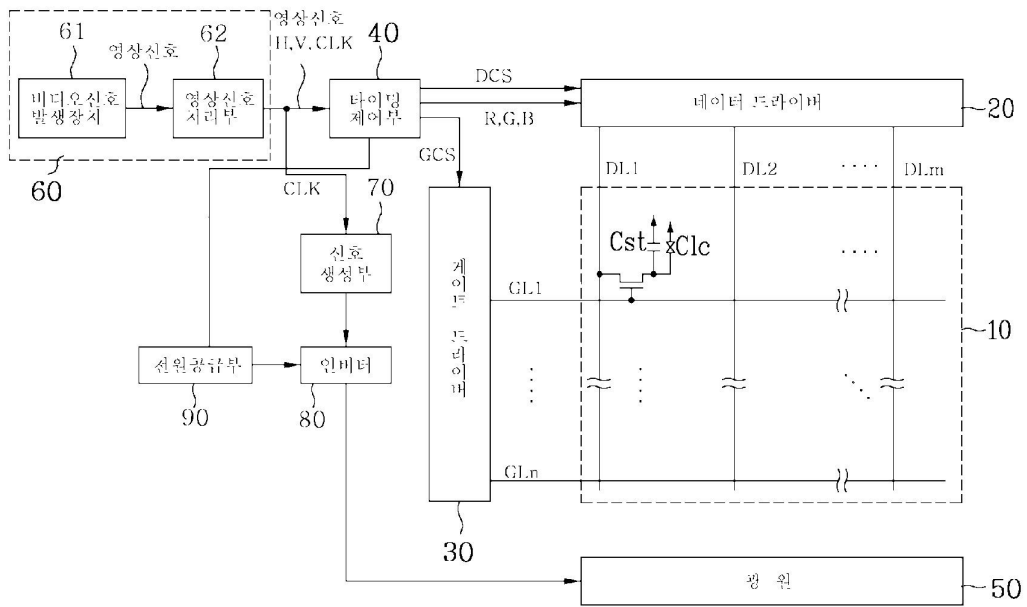 61
62
영상신호
H,V,CLK
40
영상신호
비디오신호
발생장치
영상신호
처리부
타이밍
제어부
DCS
R,G,B
데이터 드라이버
20
60
CLK
GCS
DL1
DL2
....
DLm
70
신호
생성부
게이트 드라이버
Cst
Clc
....
GL1
10
전원공급부
인버터
90
80
GLn
30
광 원
50